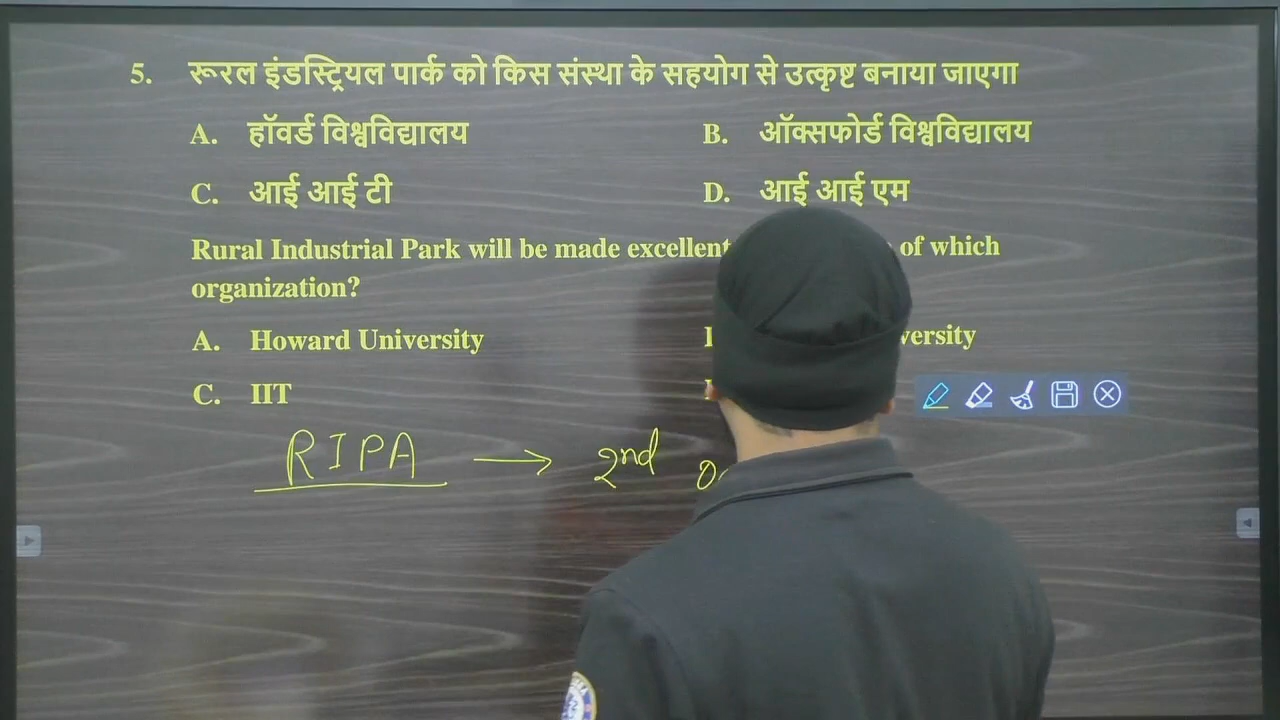 5. रूरल इंडस्ट्रियल पार्क को किस संस्था के सहयोग से उत्कृष्ट बनाया जाएगा
A. हॉवर्ड विश्वविद्यालय B. ऑक्सफोर्ड विश्वविद्यालय
C. आई आई टी D. आई आई एम
Rural Industrial Park will be made excellent of which
organization?
A. Howard University
C. IIT
RIPA → 2nd